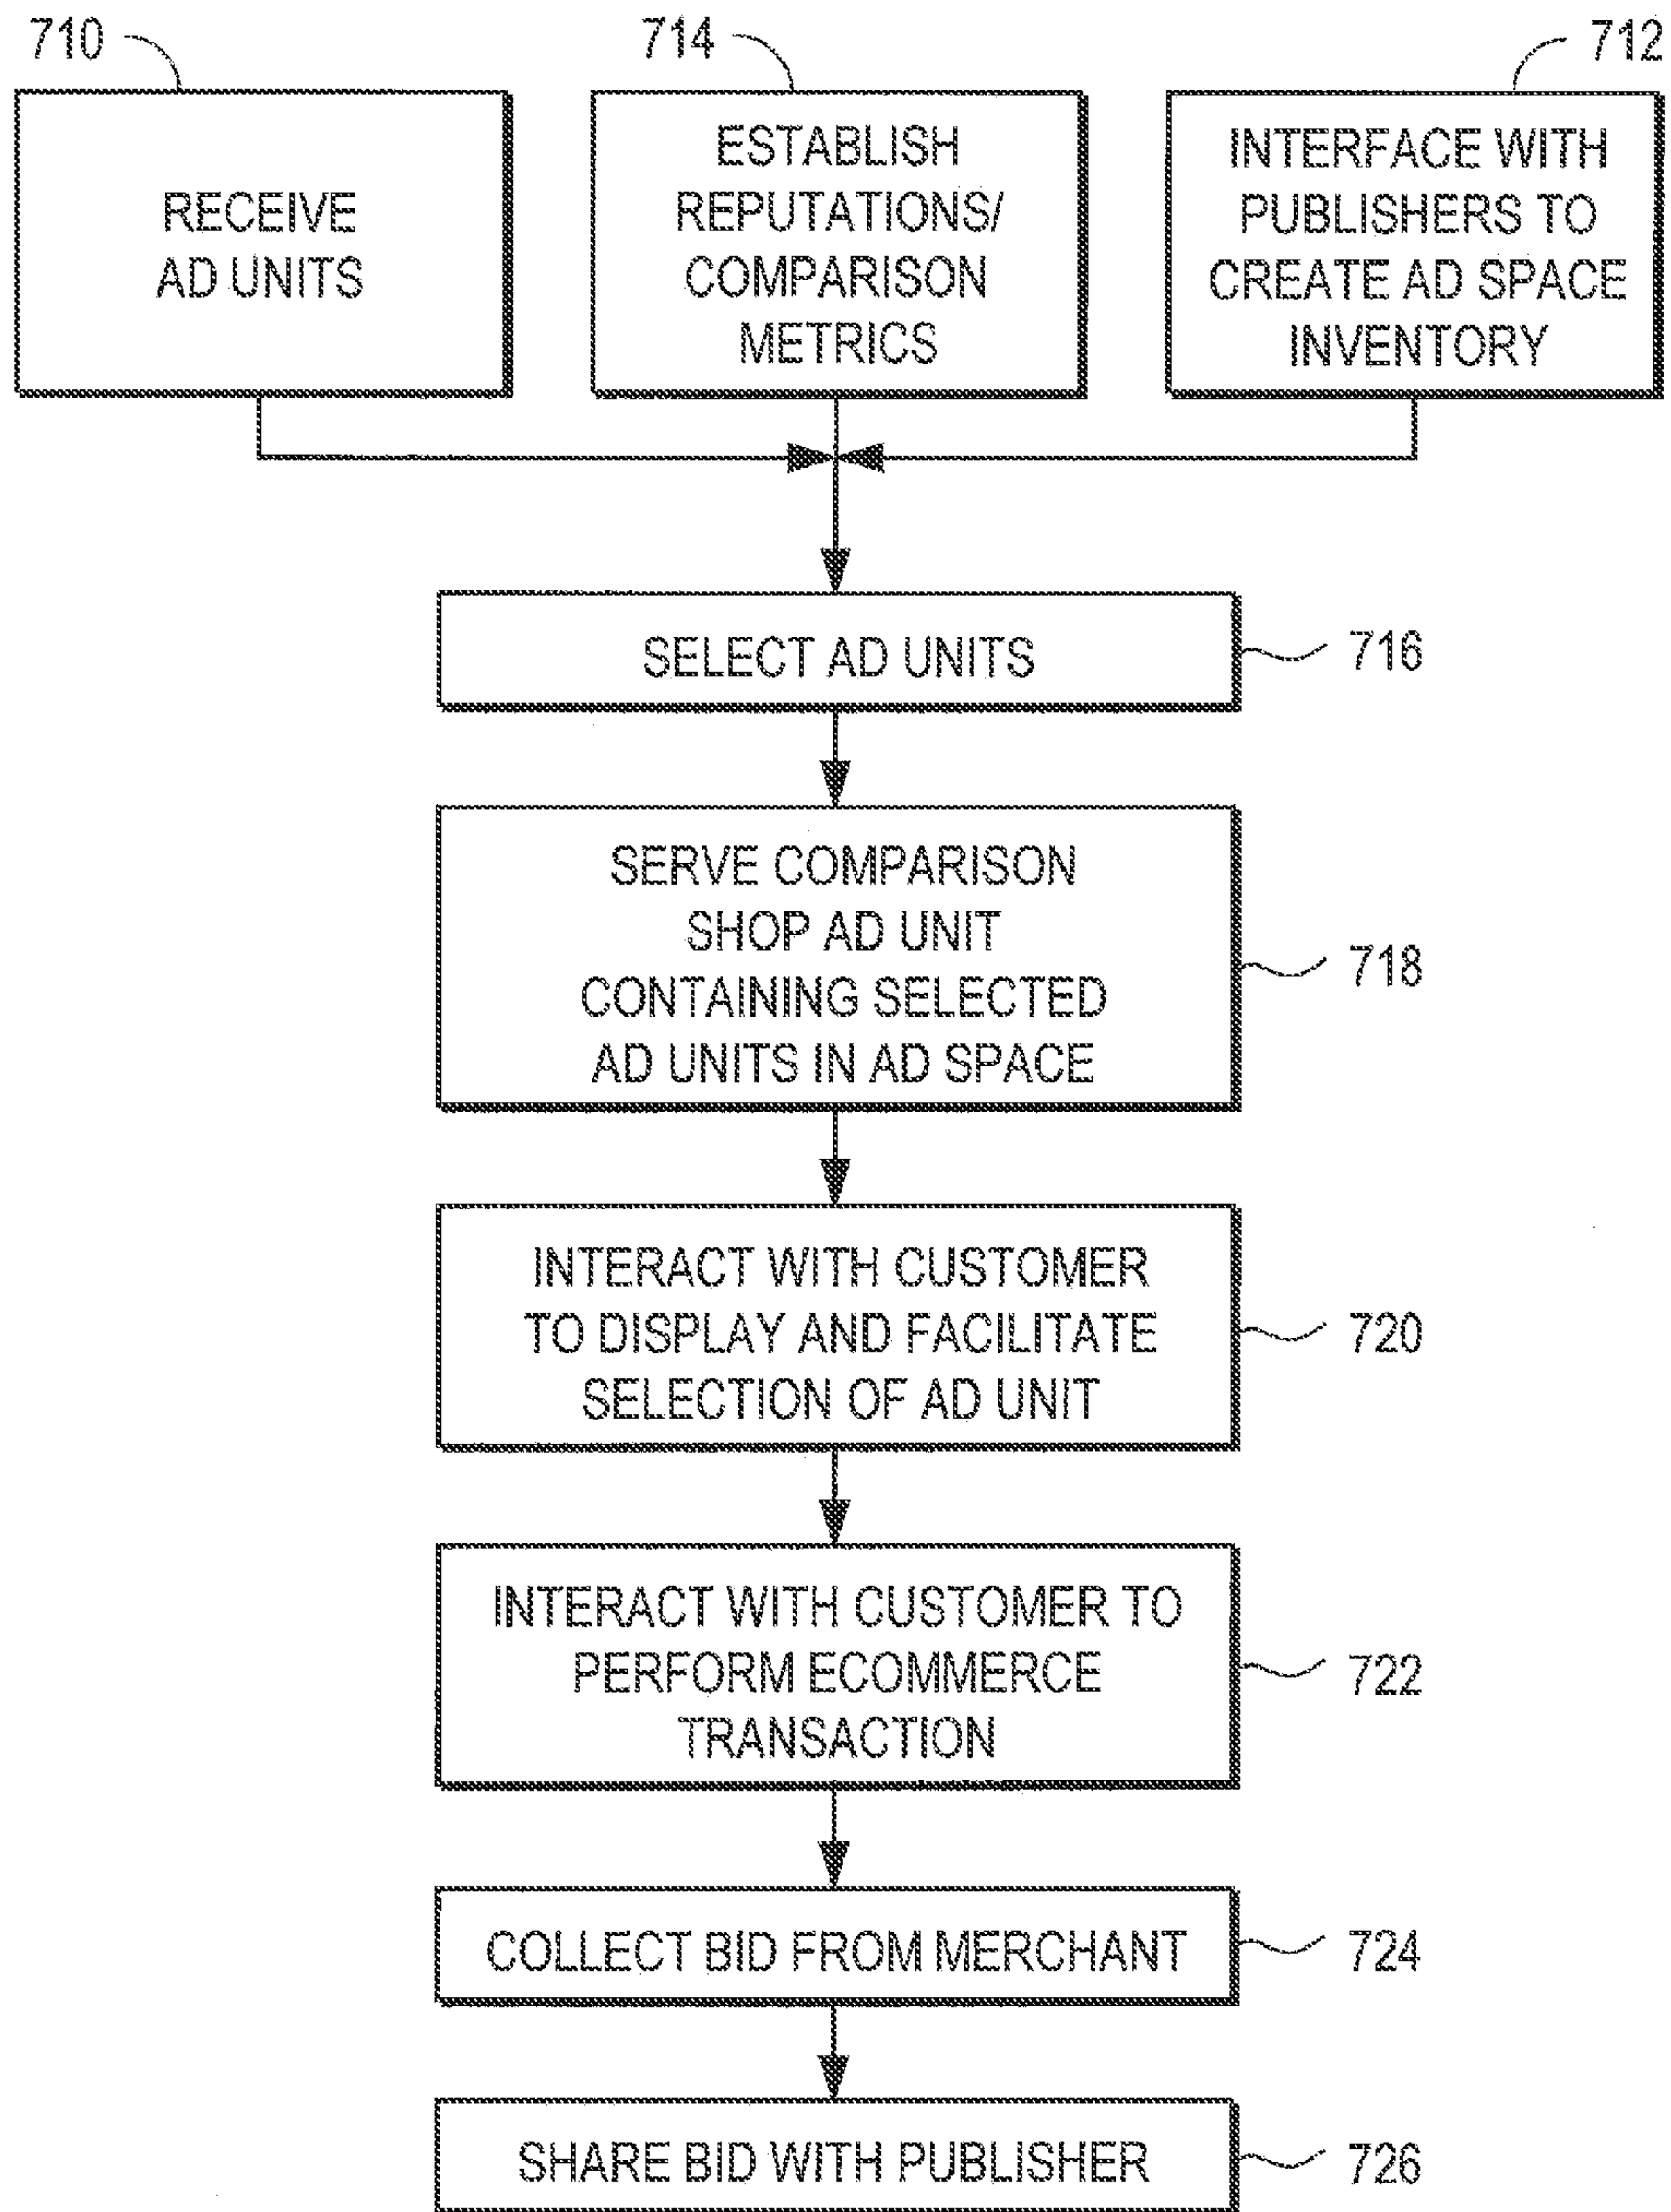 710
714
712
RECEIVE
AD UNITS
ESTABLISH
REPUTATIONS/
COMPARISON
METRICS
INTERFACE WITH
PUBLISHERS TO
CREATE AD SPACE
INVENTORY
SELECT AD UNITS
716
SERVE COMPARISON
SHOP AD UNIT
CONTAINING SELECTED
AD UNITS IN AD SPACE
718
INTERACT WITH CUSTOMER
TO DISPLAY AND FACILITATE
SELECTION OF AD UNIT
720
INTERACT WITH CUSTOMER TO
PERFORM ECOMMERCE
TRANSACTION
722
COLLECT BID FROM MERCHANT
724
SHARE BID WITH PUBLISHER
726